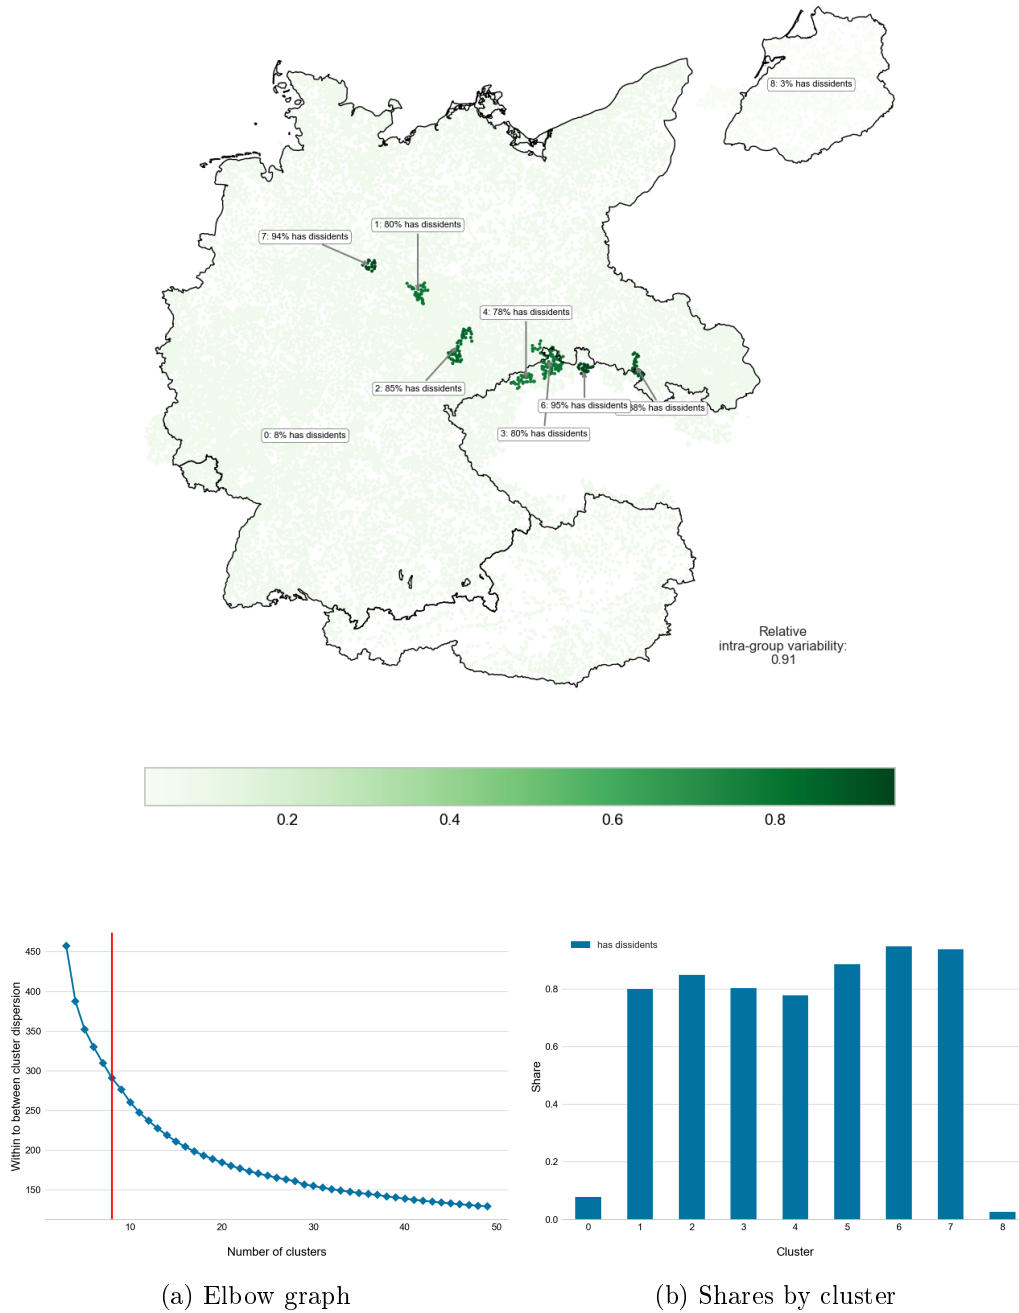 8: 3% has dissidents
1: 80% has dissidents
7: 94% has dissidents
4: 78% has dissidents
2: 85% has dissidents
6: 95% has dissidents
88% has dissidents
3: 80% has dissidents
0: 8% has dissidents
Relative
intra-group variability:
0.91
0.2 0.4 0.6 0.8
Within to between cluster dispersion
450
400
350
300
250
200
150
10 20 30 40 50
Number of clusters
(a) Elbow graph
has dissidents
Share
0.8
0.6
0.4
0.2
0.0
0 1 2 3 4 5 6 7 8
Cluster
(b) Shares by cluster